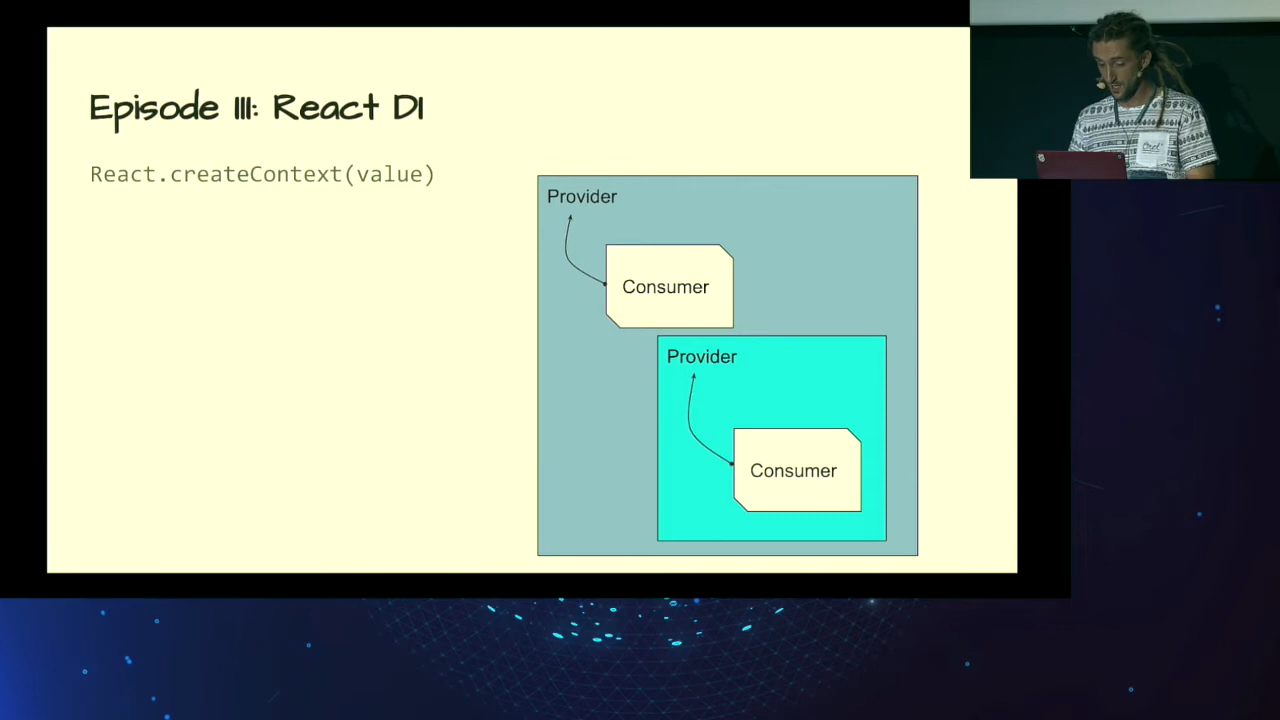 Episode III: React DI
React.createContext(value)
Provider
Consumer
Provider
Consumer